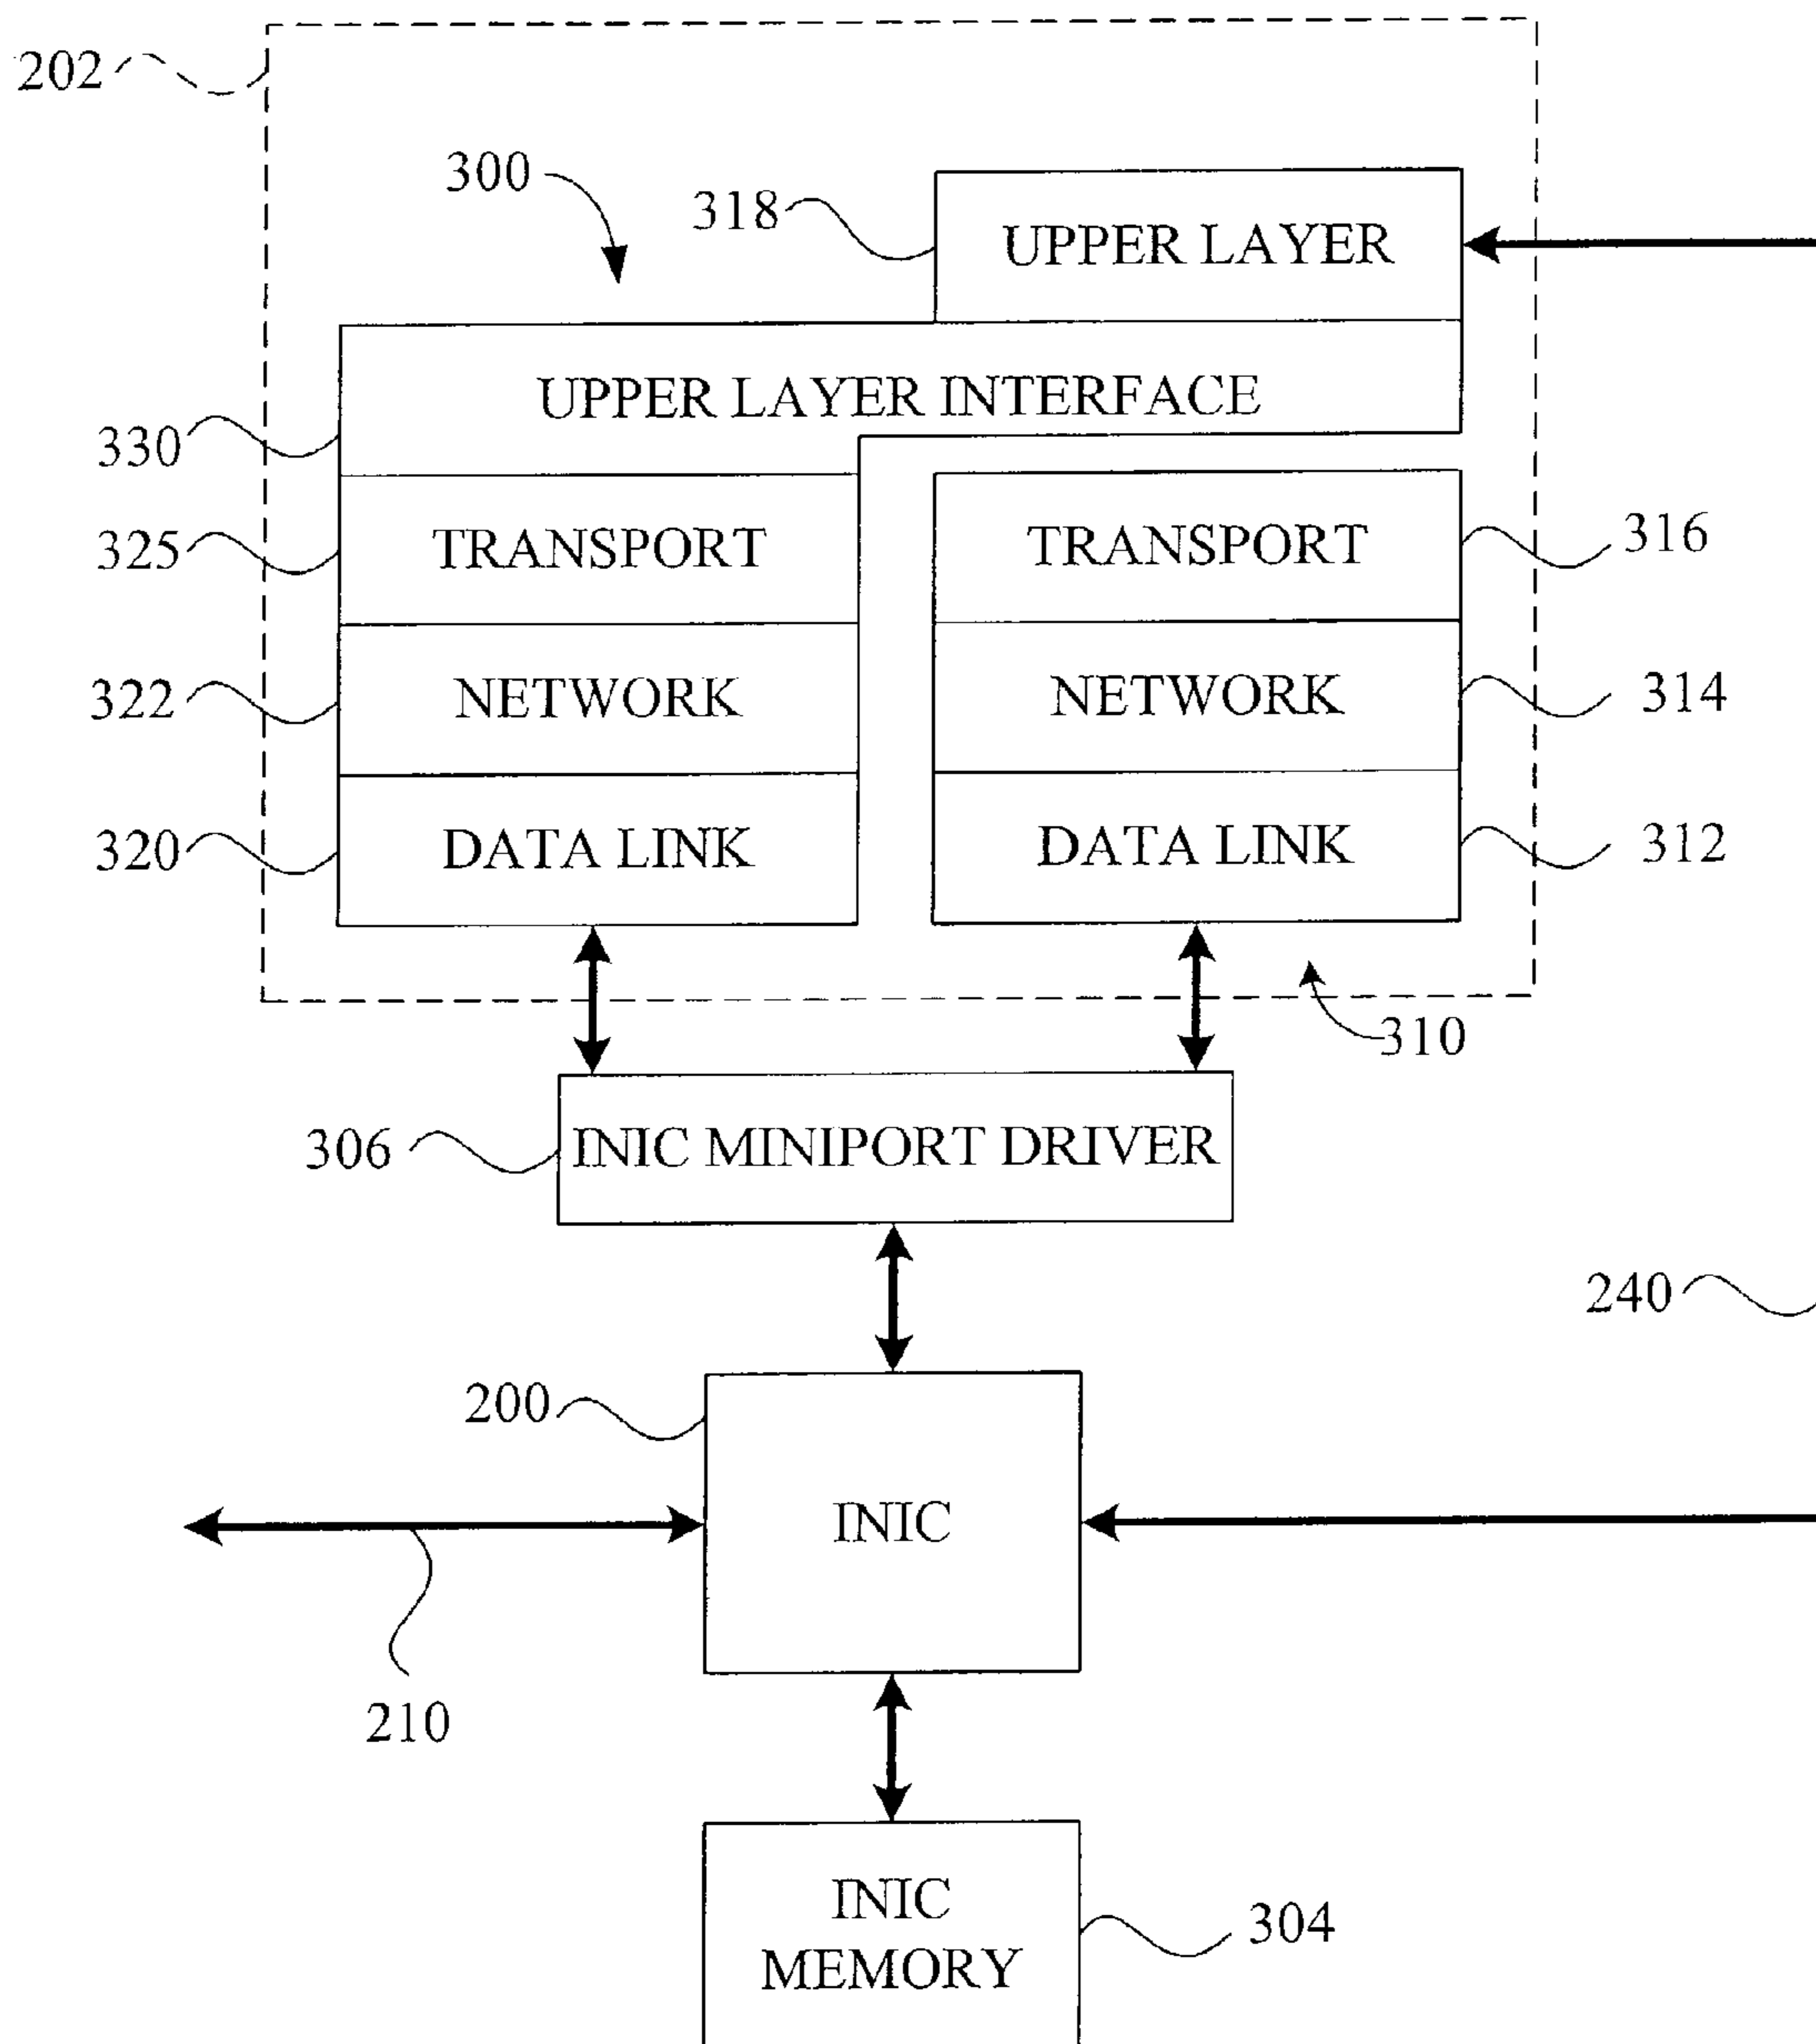 202
300
318
UPPER LAYER
UPPER LAYER INTERFACE
330
325
TRANSPORT
TRANSPORT
316
322
NETWORK
NETWORK
314
320
DATA LINK
DATA LINK
312
310
306
INIC MINIPORT DRIVER
240
200
INIC
210
INIC
MEMORY
304